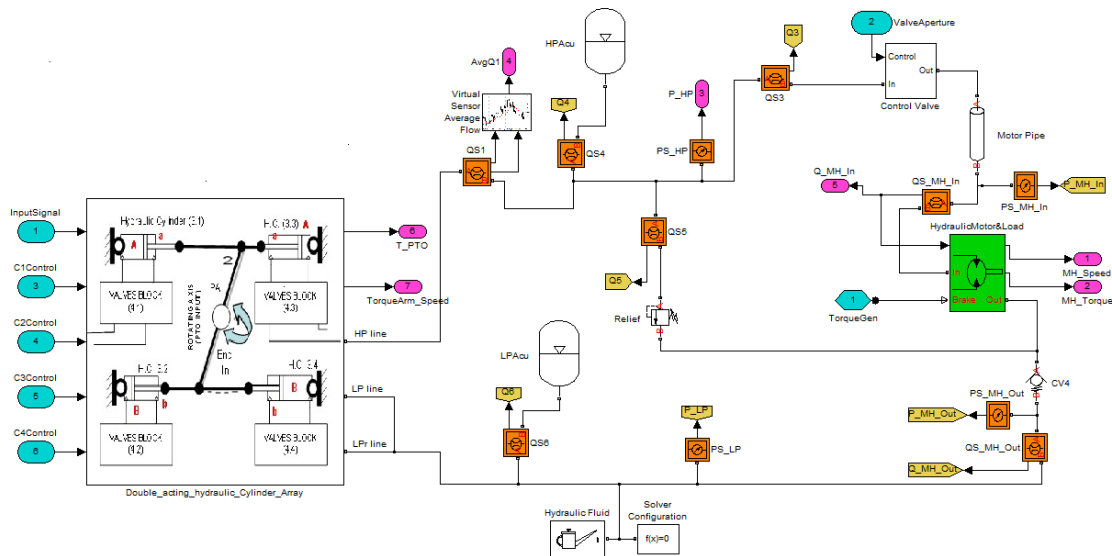 HPAcu
Q3
2
ValveAperture
AvgQ1
4
Control
Out
In
Control Valve
Virtual
Sensor
Average
Flow
Q4
P_HP
3
QS3
QS1
QS4
PS_HP
Motor Pipe
Q_MH_In
5
QS_MH_In
P_MH_In
PS_MH_In
InputSignal
1
Hydraulic Cylinder (3.1)
H.C. (3.3)
A
A
a
a
2
6
T_PTO
C1Control
3
VALVES BLOCK
(4.1)
PA
ROTATING AXIS
(PTO INPUT)
VALVES BLOCK
(4.3)
7
TorqueArm_Speed
QS5
Q5
HydraulicMotor&Load
In
Brake
Out
1
MH_Speed
2
MH_Torque
1
TorqueGen
C2Control
4
HP line
Enc
In
Relief
LPAcu
C3Control
5
H.C. 3.2
H.C. 3.4
B
B
b
b
LP line
Q6
P_LP
CV4
PS_MH_Out
P_MH_Out
C4Control
6
VALVES BLOCK
(4.2)
VALVES BLOCK
(4.4)
LPr line
QS6
PS_LP
QS_MH_Out
Q_MH_Out
Double_acting_hydraulic_Cylinder_Array
Hydraulic Fluid
Solver
Configuration
f(x)=0